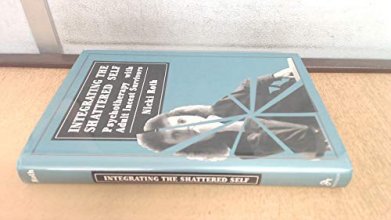 INTEGRATING THE
SHATTERED SELF
Psychotherapy with
Adult Incest Survivors
Nicki Roth
Roth
INTEGRATING THE SHATTERED SELF